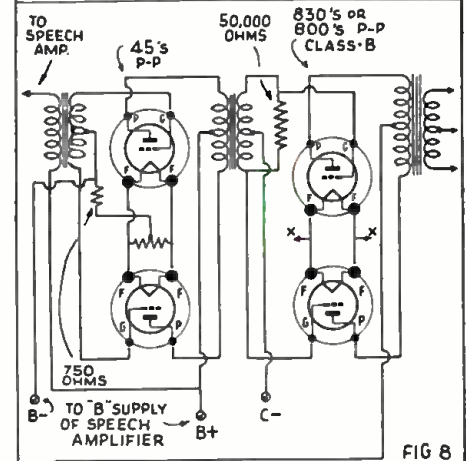 TO
SPEECH
AMP.
45's
P-P
50,000
OHMS
830's OR
800's P-P
CLASS-B
P G
P G
F F
F F
X X
F F
F F
G P
G P
750
OHMS
B-
TO "B" SUPPLY
OF SPEECH
AMPLIFIER
B+
C-
FIG 8